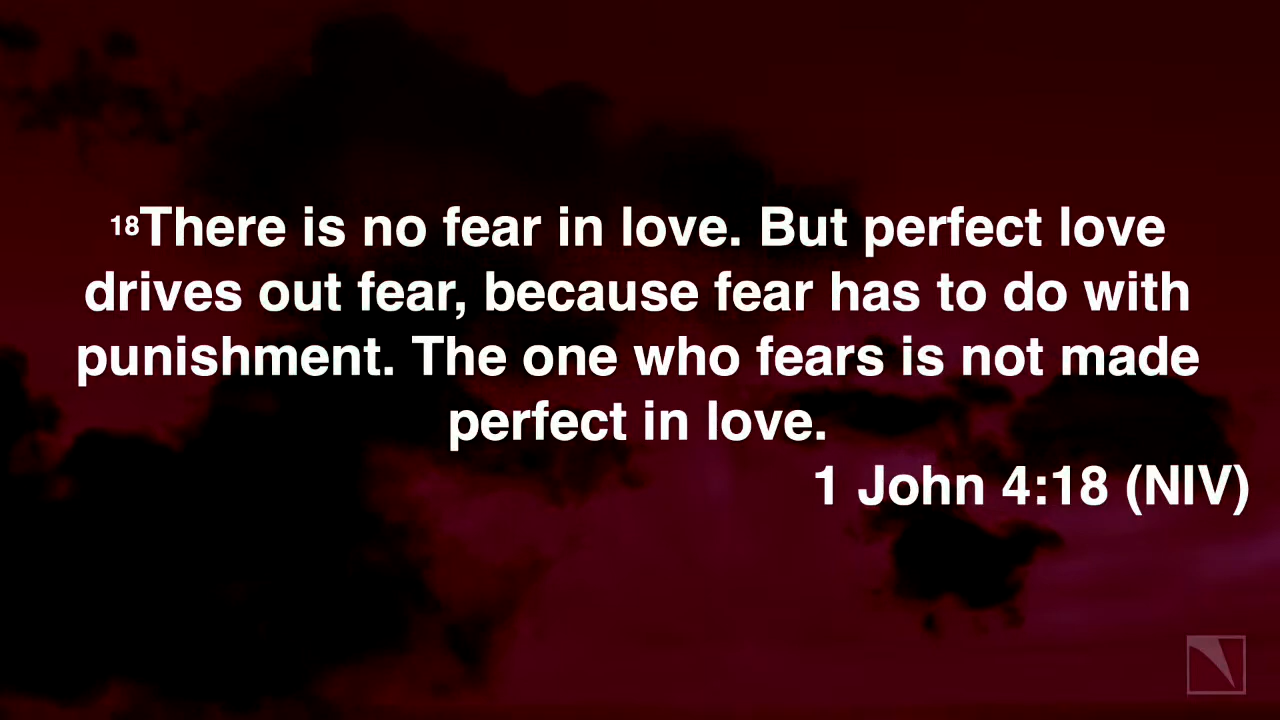 18There is no fear in love. But perfect love
drives out fear, because fear has to do with
punishment. The one who fears is not made
perfect in love.
1 John 4:18 (NIV)